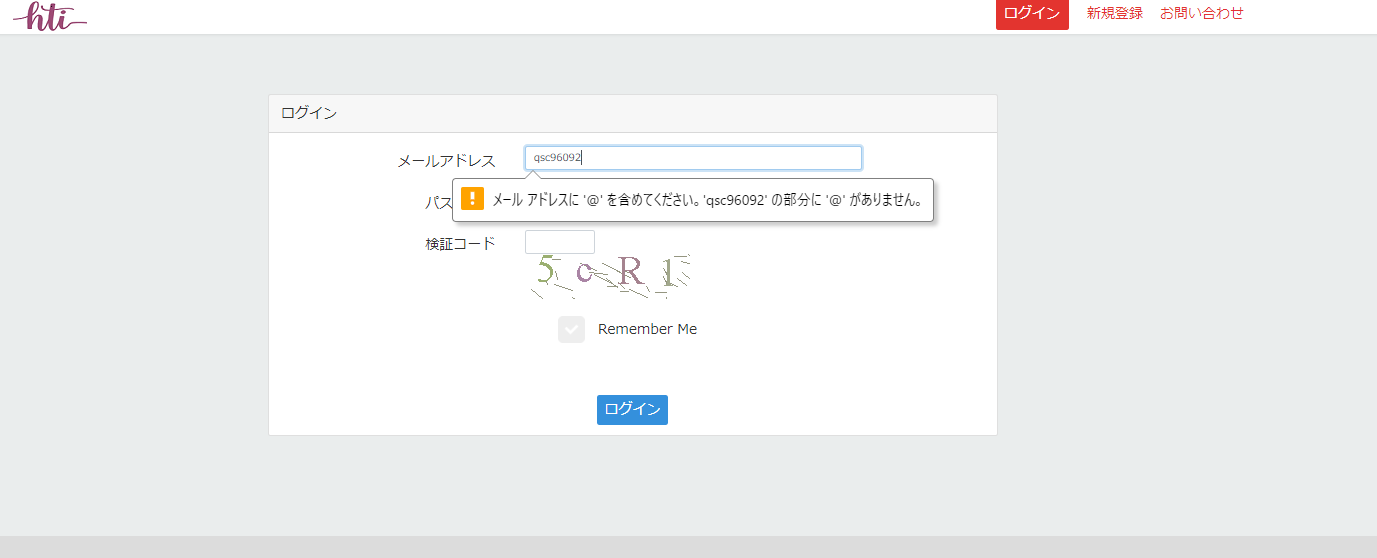 hti
ログイン 新規登録 お問い合わせ
ログイン
メールアドレス qsc96092
メール アドレスに '@' を含めてください。'qsc96092' の部分に '@' がありません。
パス
検証コード
5 c R 1
Remember Me
ログイン